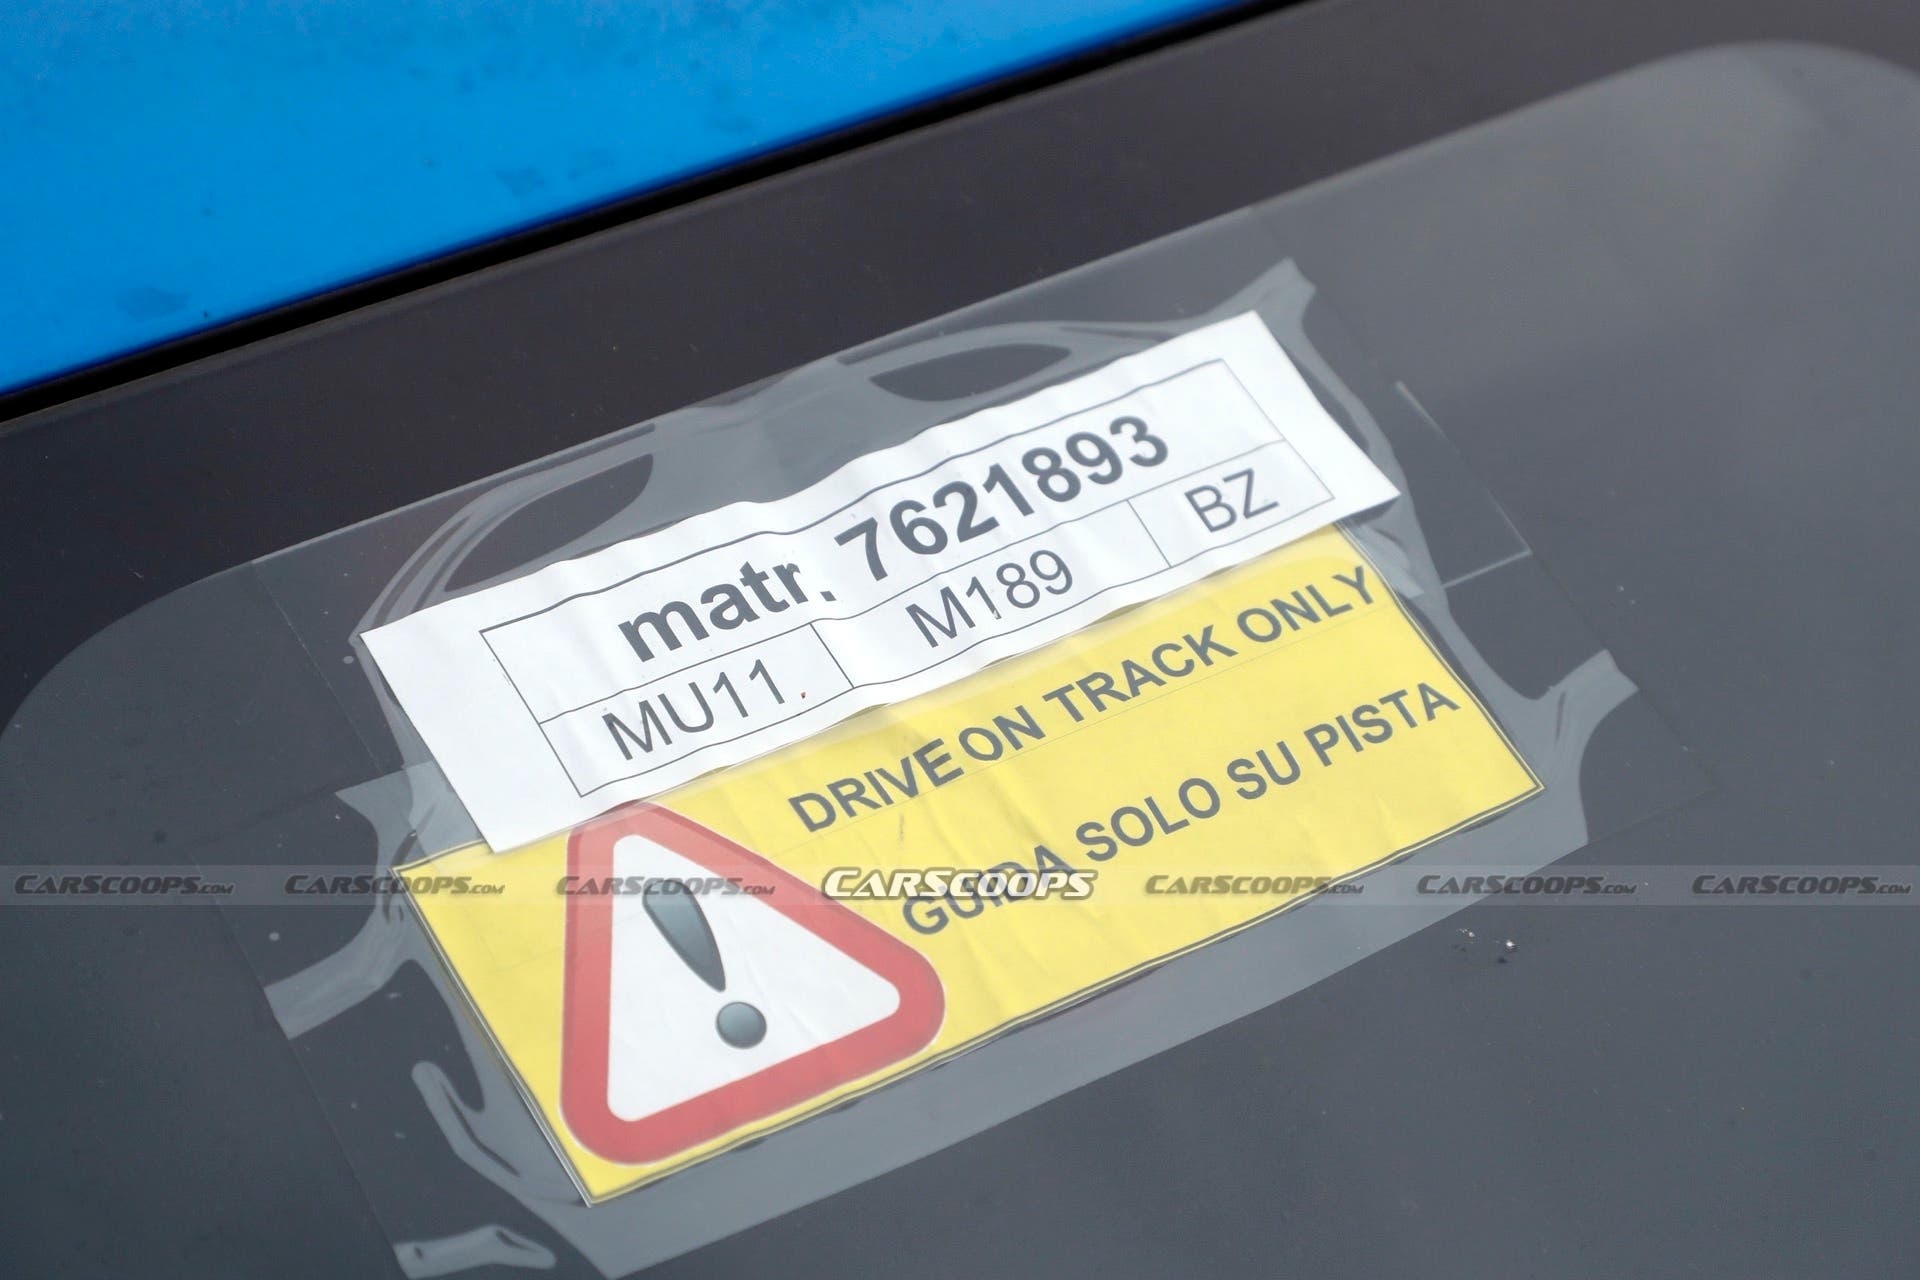 matr. 7621893
MU11. M189 BZ
DRIVE ON TRACK ONLY
GUIDA SOLO SU PISTA
CARSCOOPS.COM CARSCOOPS.COM CARSCOOPS.COM CARSCOOPS CARSCOOPS.COM CARSCOOPS.COM CARSCOOPS.COM